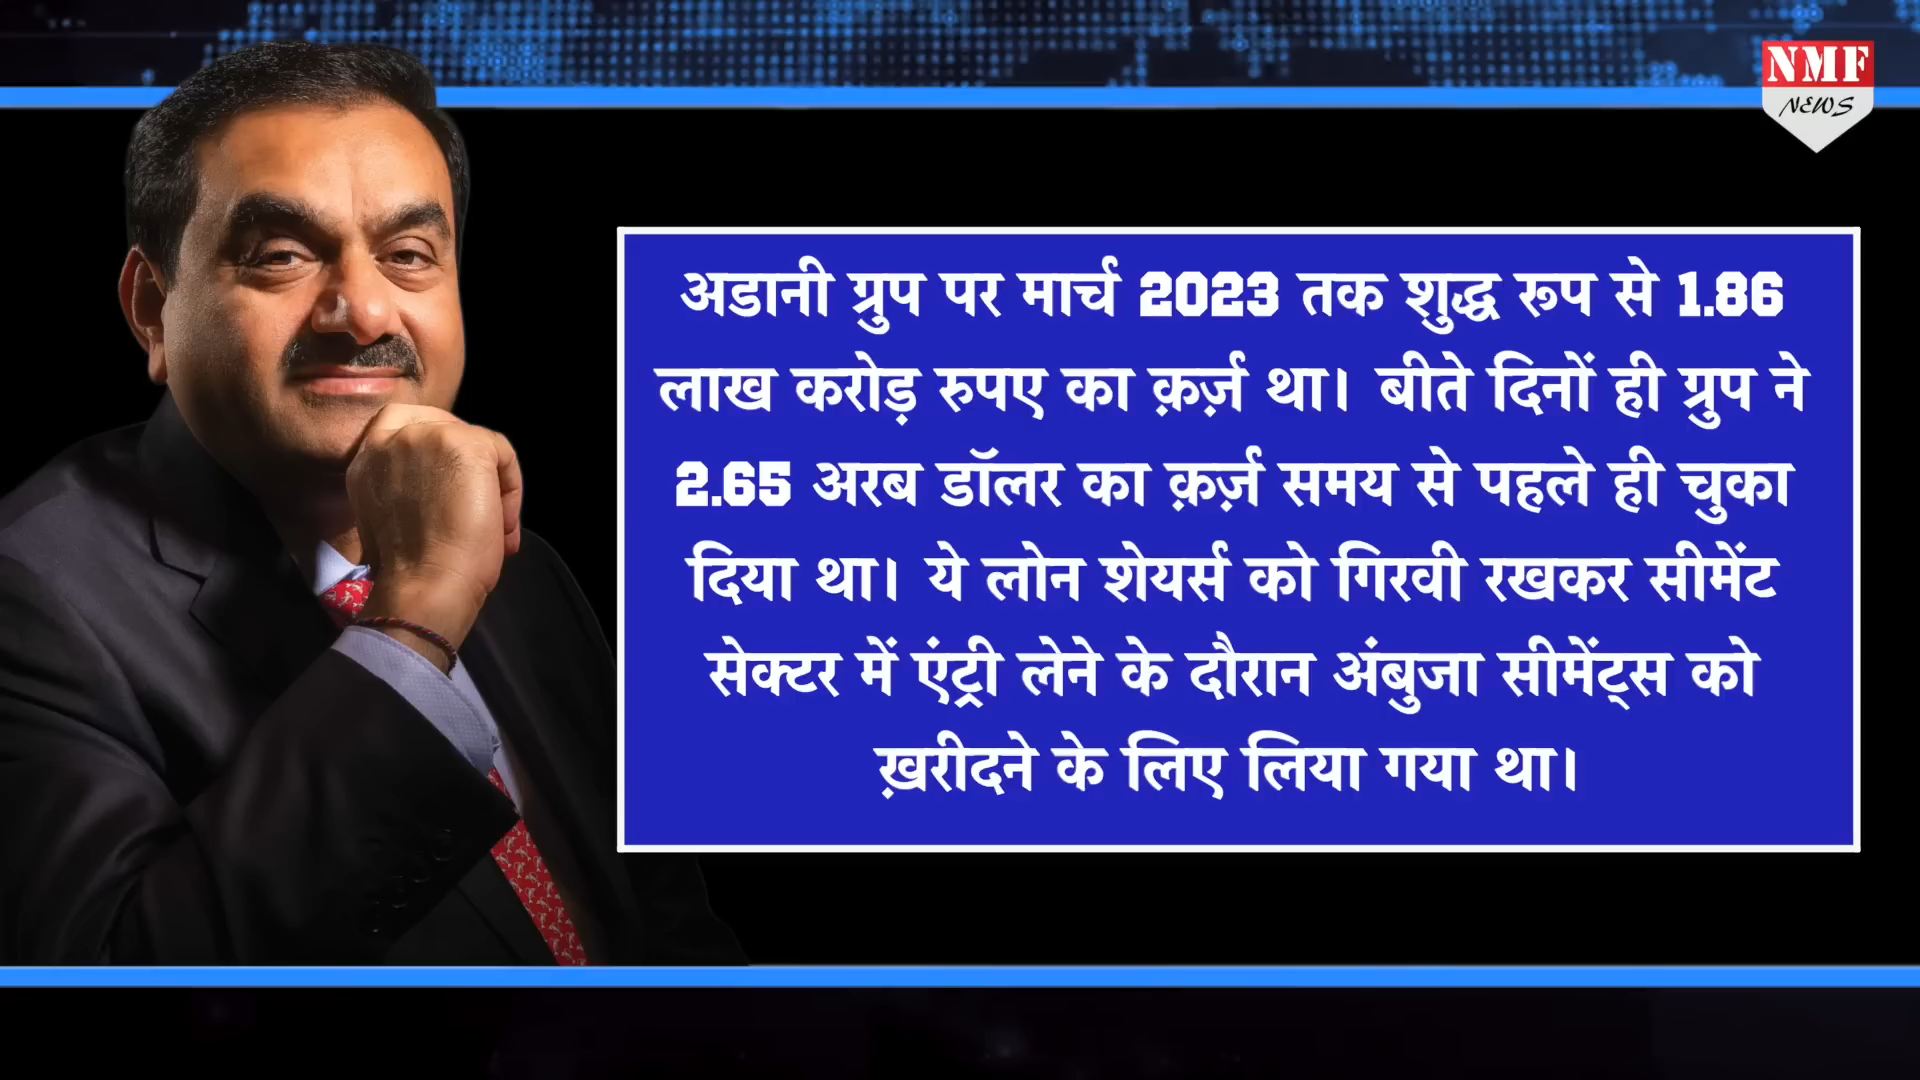 NMF
NEWS
अडानी ग्रुप पर मार्च 2023 तक शुद्ध रूप से 1.86
लाख करोड़ रुपए का क़र्ज़ था। बीते दिनों ही ग्रुप ने
2.65 अरब डॉलर का क़र्ज़ समय से पहले ही चुका
दिया था। ये लोन शेयर्स को गिरवी रखकर सीमेंट
सेक्टर में एंट्री लेने के दौरान अंबुजा सीमेंट्स को
ख़रीदने के लिए लिया गया था।